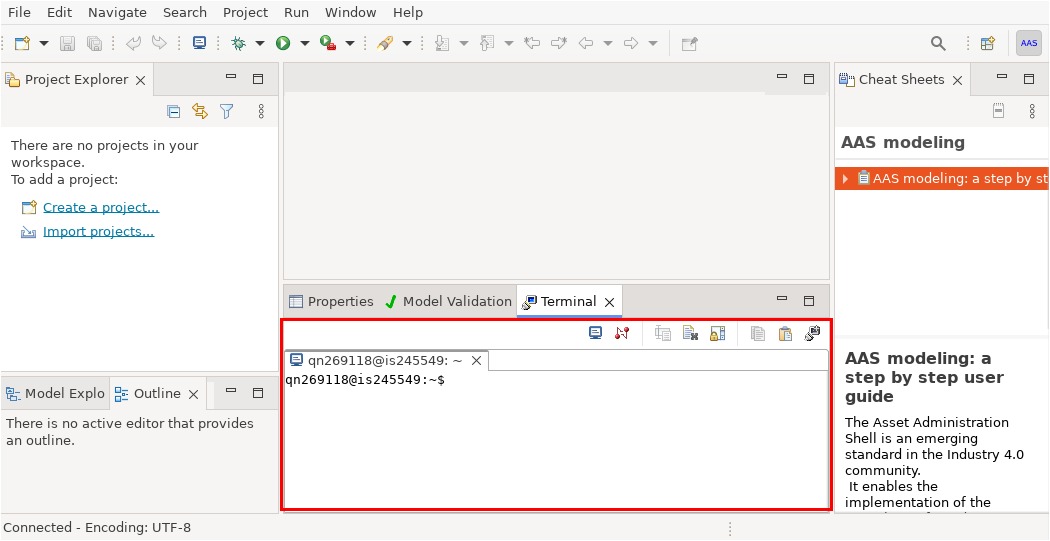 File Edit Navigate Search Project Run Window Help
AAS
Project Explorer
There are no projects in your
workspace.
To add a project:
Create a project...
Import projects...
Model Explo
Outline
There is no active editor that provides
an outline.
Properties
Model Validation
Terminal
qn269118@is245549: ~
qn269118@is245549:~$
Cheat Sheets
AAS modeling
AAS modeling: a step by st
AAS modeling: a
step by step user
guide
The Asset Administration
Shell is an emerging
standard in the Industry 4.0
community.
It enables the
implementation of the
Connected - Encoding: UTF-8